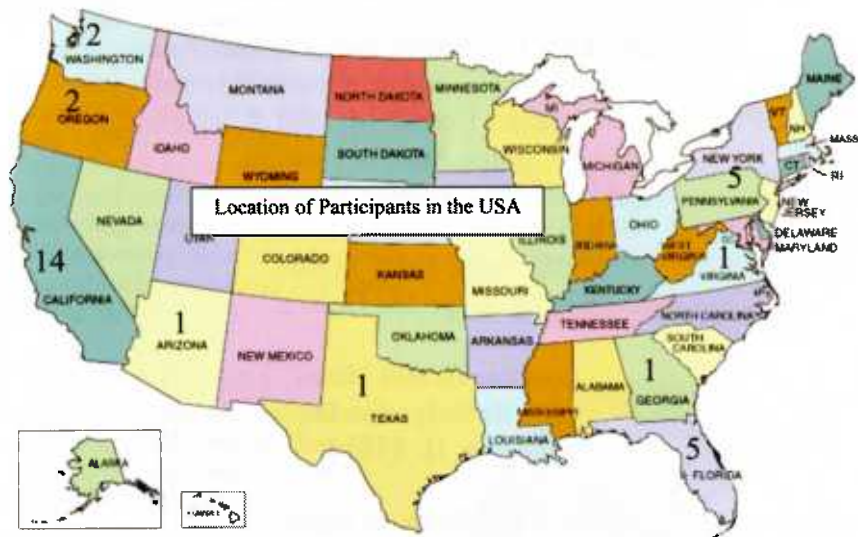 2
WASHINGTON
2
OREGON
MONTANA
IDAHO
NORTH DAKOTA
MINNESOTA
SOUTH DAKOTA
WYOMING
WISCONSIN
MI
MICHIGAN
MAINE
VT
NH
MASS
NEW YORK
CT
RI
5
PENNSYLVANIA
NEW
JERSEY
DELAWARE
MARYLAND
Location of Participants in the USA
NEVADA
UTAH
COLORADO
14
CALIFORNIA
KANSAS
MISSOURI
ILLINOIS
INDIANA
OHIO
WEST
VIRGINIA
1
VIRGINIA
KENTUCKY
NORTH CAROLINA
TENNESSEE
SOUTH
CAROLINA
1
ARIZONA
NEW MEXICO
OKLAHOMA
ARKANSAS
1
TEXAS
MISSISSIPPI
ALABAMA
1
GEORGIA
LOUISIANA
5
FLORIDA
ALASKA